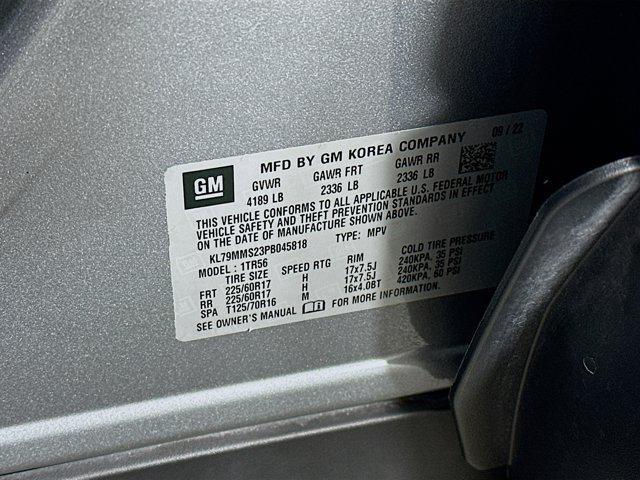 GM
MFD BY GM KOREA COMPANY 09 / 22
GVWR GAWR FRT GAWR RR
4189 LB 2336 LB 2336 LB
THIS VEHICLE CONFORMS TO ALL APPLICABLE U.S. FEDERAL MOTOR
VEHICLE SAFETY AND THEFT PREVENTION STANDARDS IN EFFECT
ON THE DATE OF MANUFACTURE SHOWN ABOVE.
KL79MMS23PB045818 TYPE: MPV
MODEL : 1TR56
TIRE SIZE SPEED RTG RIM COLD TIRE PRESSURE
FRT 225/60R17 H 17x7.5J 240KPA, 35 PSI
RR 225/60R17 H 17x7.5J 240KPA, 35 PSI
SPA T125/70R16 M 16x4.0BT 420KPA, 60 PSI
SEE OWNER'S MANUAL FOR MORE INFORMATION.